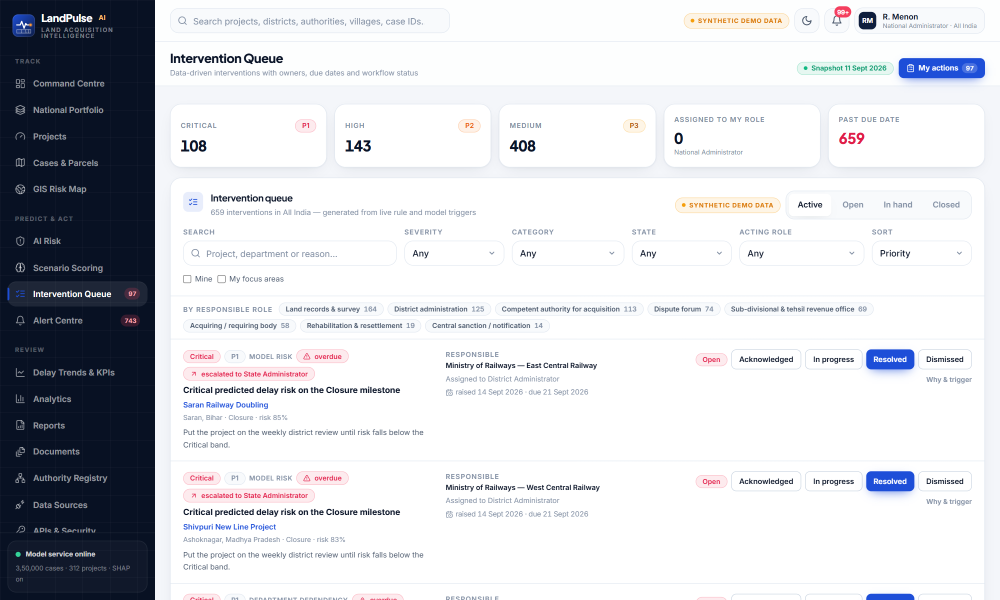 LandPulse AI
LAND ACQUISITION
INTELLIGENCE
TRACK
Command Centre
National Portfolio
Projects
Cases & Parcels
GIS Risk Map
PREDICT & ACT
AI Risk
Scenario Scoring
Intervention Queue 97
Alert Centre 743
REVIEW
Delay Trends & KPIs
Analytics
Reports
Documents
Authority Registry
Data Sources
APIs & Security
Model service online
3,50,000 cases · 312 projects · SHAP
on
Search projects, districts, authorities, villages, case IDs.
SYNTHETIC DEMO DATA
99+
RM
R. Menon
National Administrator · All India
Intervention Queue
Data-driven interventions with owners, due dates and workflow status
Snapshot 11 Sept 2026
My actions 97
CRITICAL P1
108
HIGH P2
143
MEDIUM P3
408
ASSIGNED TO MY ROLE
0
National Administrator
PAST DUE DATE
659
Intervention queue
659 interventions in All India — generated from live rule and model triggers
SYNTHETIC DEMO DATA
Active Open In hand Closed
SEARCH SEVERITY CATEGORY STATE ACTING ROLE SORT
Project, department or reason... Any Any Any Any Priority
Mine My focus areas
BY RESPONSIBLE ROLE Land records & survey 164 District administration 125 Competent authority for acquisition 113 Dispute forum 74 Sub-divisional & tehsil revenue office 69
Acquiring / requiring body 58 Rehabilitation & resettlement 19 Central sanction / notification 14
Critical P1 MODEL RISK overdue
escalated to State Administrator
Critical predicted delay risk on the Closure milestone
Saran Railway Doubling
Saran, Bihar · Closure · risk 85%
Put the project on the weekly district review until risk falls below the
Critical band.
RESPONSIBLE
Ministry of Railways — East Central Railway
Assigned to District Administrator
raised 14 Sept 2026 · due 21 Sept 2026
Open Acknowledged In progress Resolved Dismissed
Why & trigger
Critical P1 MODEL RISK overdue
escalated to State Administrator
Critical predicted delay risk on the Closure milestone
Shivpuri New Line Project
Ashoknagar, Madhya Pradesh · Closure · risk 83%
Put the project on the weekly district review until risk falls below the
Critical band.
RESPONSIBLE
Ministry of Railways — West Central Railway
Assigned to District Administrator
raised 14 Sept 2026 · due 21 Sept 2026
Open Acknowledged In progress Resolved Dismissed
Why & trigger
Critical P1 DEPARTMENT DEPENDENCY overdue
RESPONSIBLE